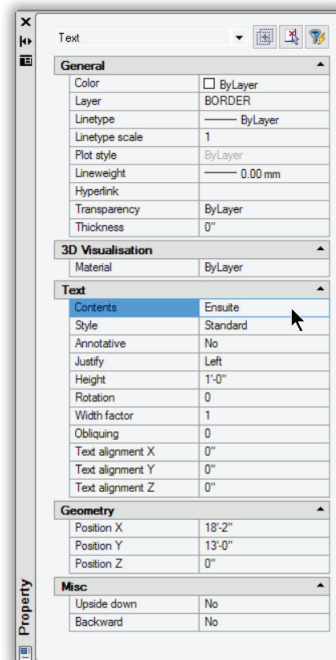 Text
General
Color ByLayer
Layer BORDER
Linetype ByLayer
Linetype scale 1
Plot style ByLayer
Lineweight 0.00 mm
Hyperlink
Transparency ByLayer
Thickness 0"
3D Visualisation
Material ByLayer
Text
Contents Ensuite
Style Standard
Annotative No
Justify Left
Height 1'-0"
Rotation 0
Width factor 1
Obliquing 0
Text alignment X 0"
Text alignment Y 0"
Text alignment Z 0"
Geometry
Position X 18'-2"
Position Y 13'-0"
Position Z 0"
Misc
Upside down No
Backward No
Property